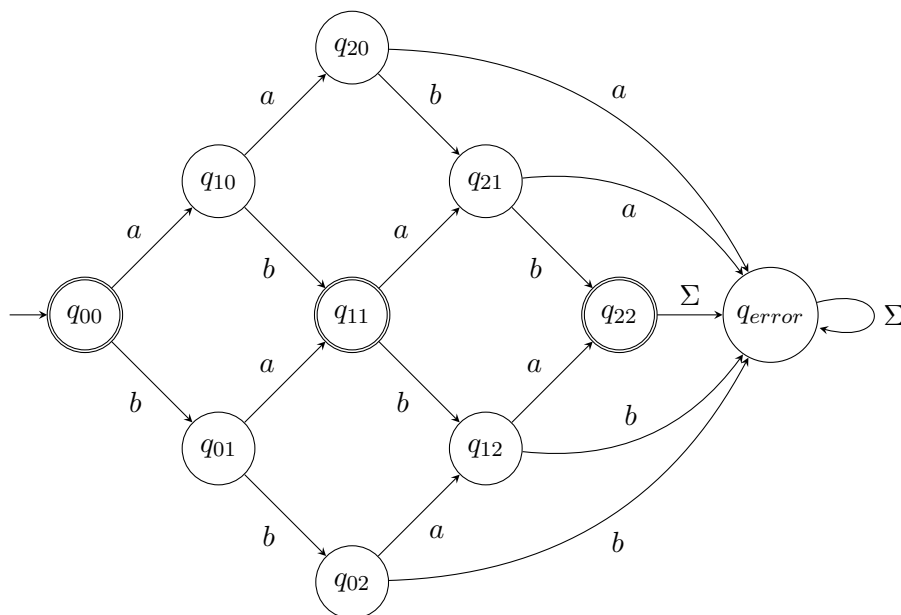 q20
a b a
q10 q21
a b a b a
q00 q11 q22 Σ qerror Σ
b a b a b
q01 q12
b a b
q02